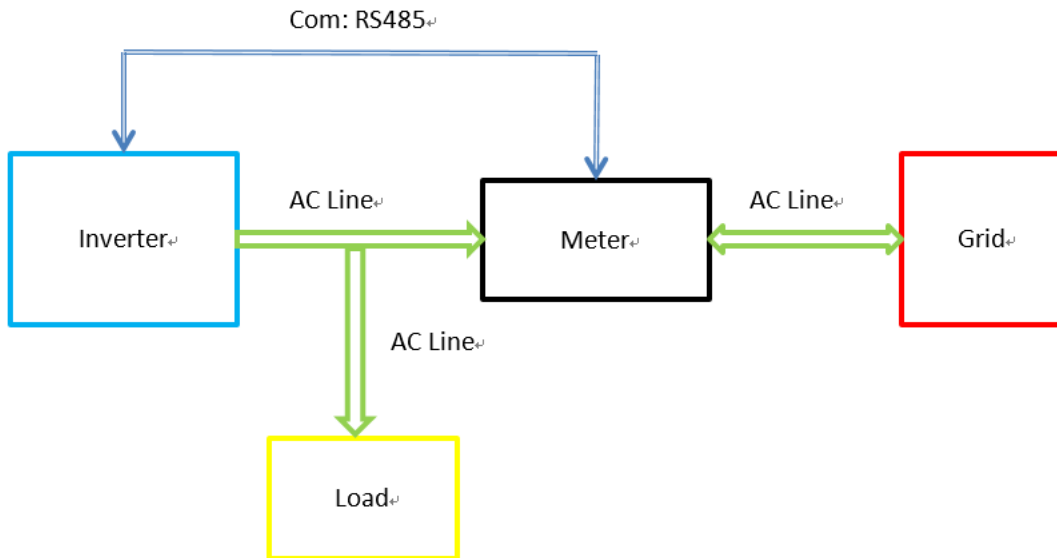 Com: RS485
AC Line
AC Line
Inverter
Meter
Grid
AC Line
Load